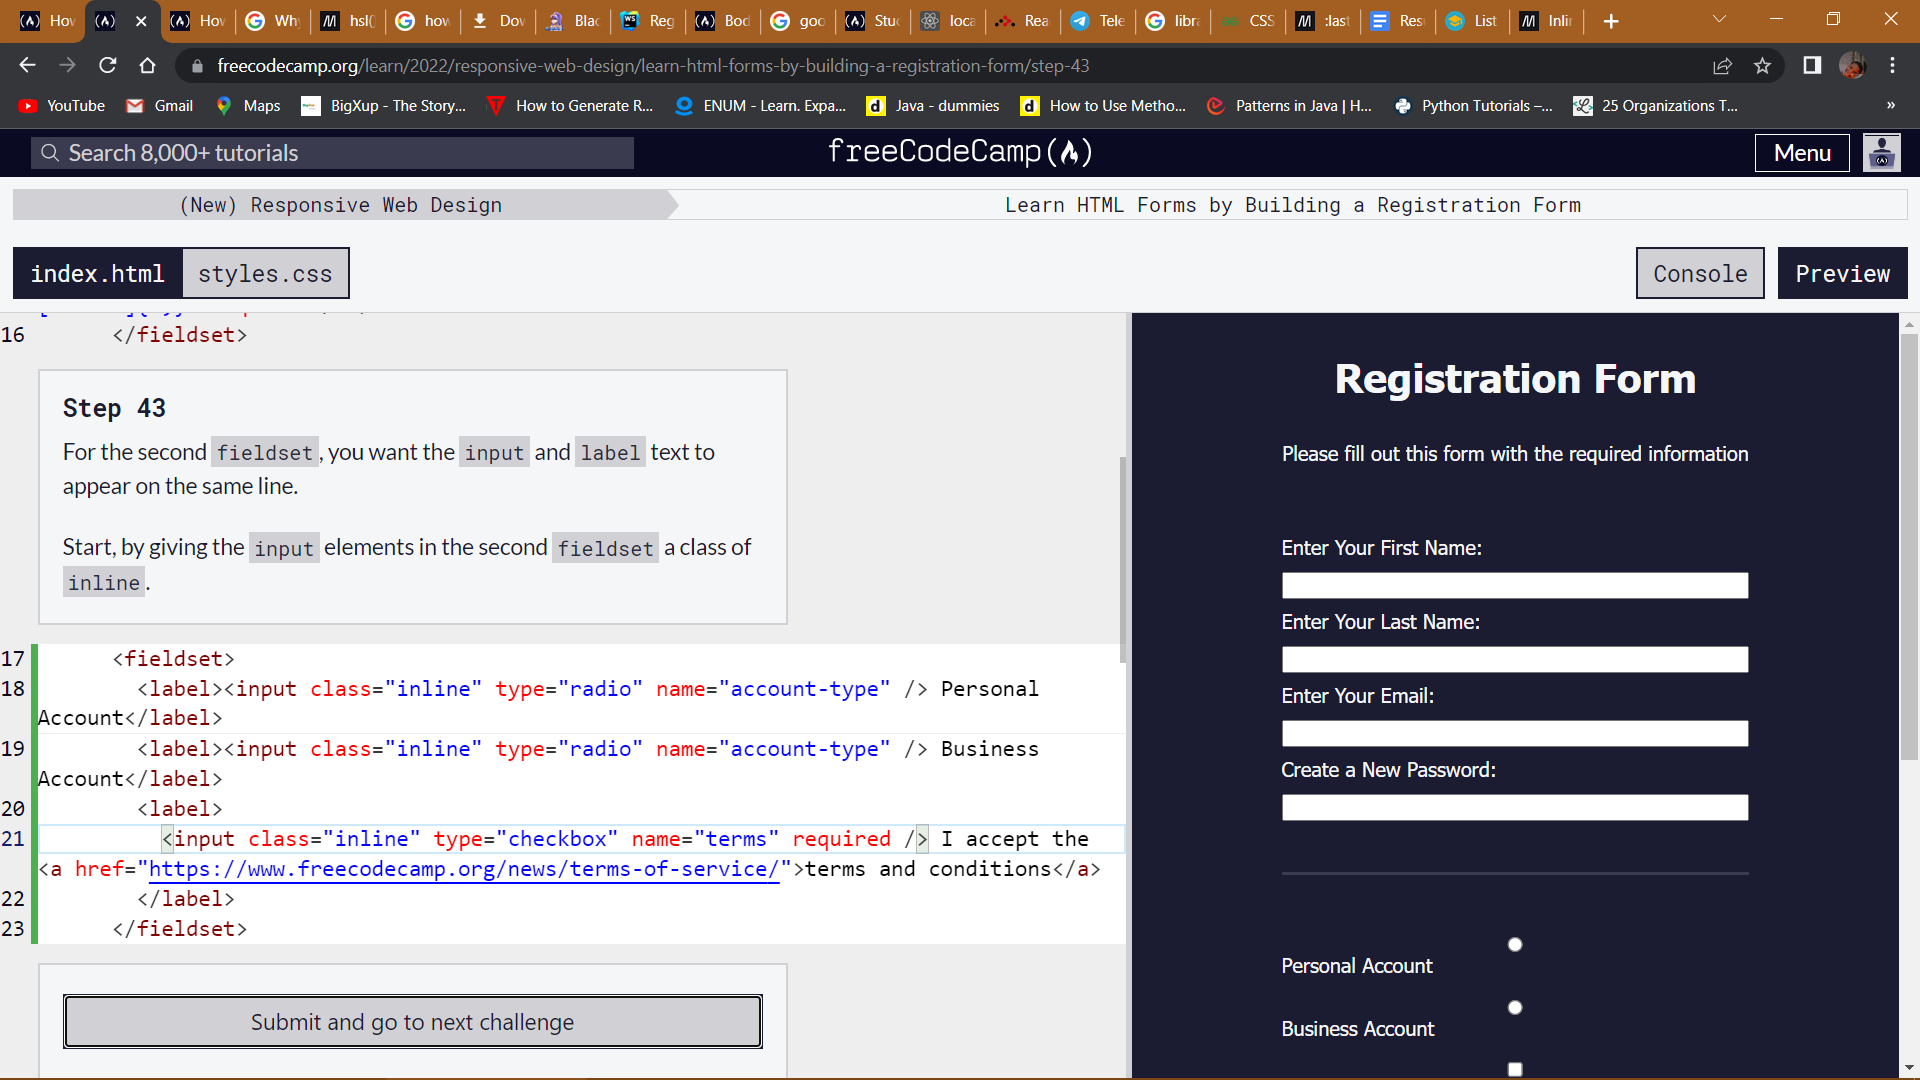 How
How
Why
hsl(
how
Dow
Blac
Reg
Bod
goo
Stu
loca
Rea
Tele
libra
CSS
:last
Res
List
Inlin
freecodecamp.org/learn/2022/responsive-web-design/learn-html-forms-by-building-a-registration-form/step-43
YouTube
Gmail
Maps
BigXup - The Story...
How to Generate R...
ENUM - Learn. Expa...
Java - dummies
How to Use Metho...
Patterns in Java | H...
Python Tutorials –...
25 Organizations T...
»
Search 8,000+ tutorials
freeCodeCamp
Menu
(New) Responsive Web Design
Learn HTML Forms by Building a Registration Form
index.html
styles.css
Console
Preview
16 </fieldset>
Step 43
For the second fieldset, you want the input and label text to
appear on the same line.
Start, by giving the input elements in the second fieldset a class of
inline.
17 <fieldset>
18 <label><input class="inline" type="radio" name="account-type" /> Personal
Account</label>
19 <label><input class="inline" type="radio" name="account-type" /> Business
Account</label>
20 <label>
21 <input class="inline" type="checkbox" name="terms" required /> I accept the
<a href="https://www.freecodecamp.org/news/terms-of-service/">terms and conditions</a>
22 </label>
23 </fieldset>
Submit and go to next challenge
Registration Form
Please fill out this form with the required information
Enter Your First Name:
Enter Your Last Name:
Enter Your Email:
Create a New Password:
Personal Account
Business Account